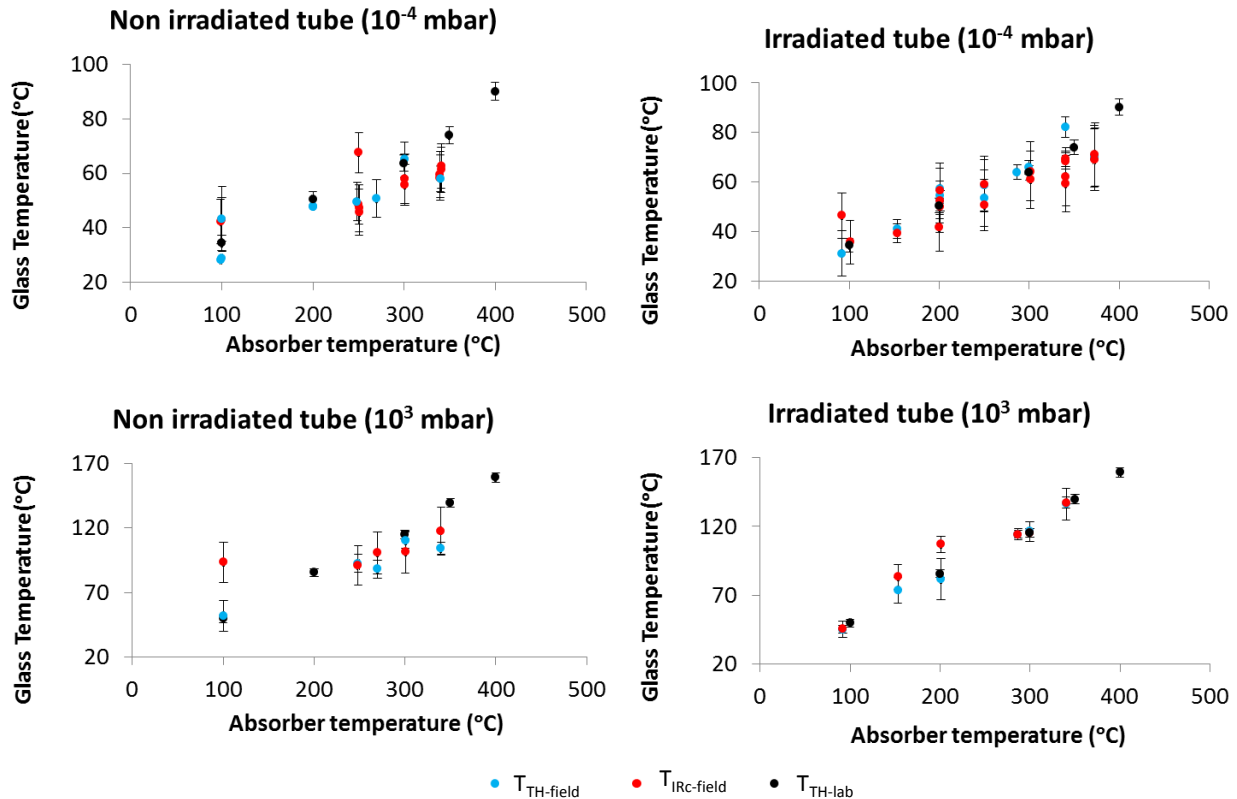 Non irradiated tube (10⁻⁴ mbar)
Glass Temperature(°C)
100
80
60
40
20
0 100 200 300 400 500
Absorber temperature (°C)
Irradiated tube (10⁻⁴ mbar)
Glass Temperature(°C)
100
80
60
40
20
0 100 200 300 400 500
Absorber temperature (°C)
Non irradiated tube (10³ mbar)
Glass Temperature(°C)
170
120
70
20
0 100 200 300 400 500
Absorber temperature (°C)
Irradiated tube (10³ mbar)
Glass Temperature(°C)
170
120
70
20
0 100 200 300 400 500
Absorber temperature (°C)
T_TH-field T_IRc-field T_TH-lab